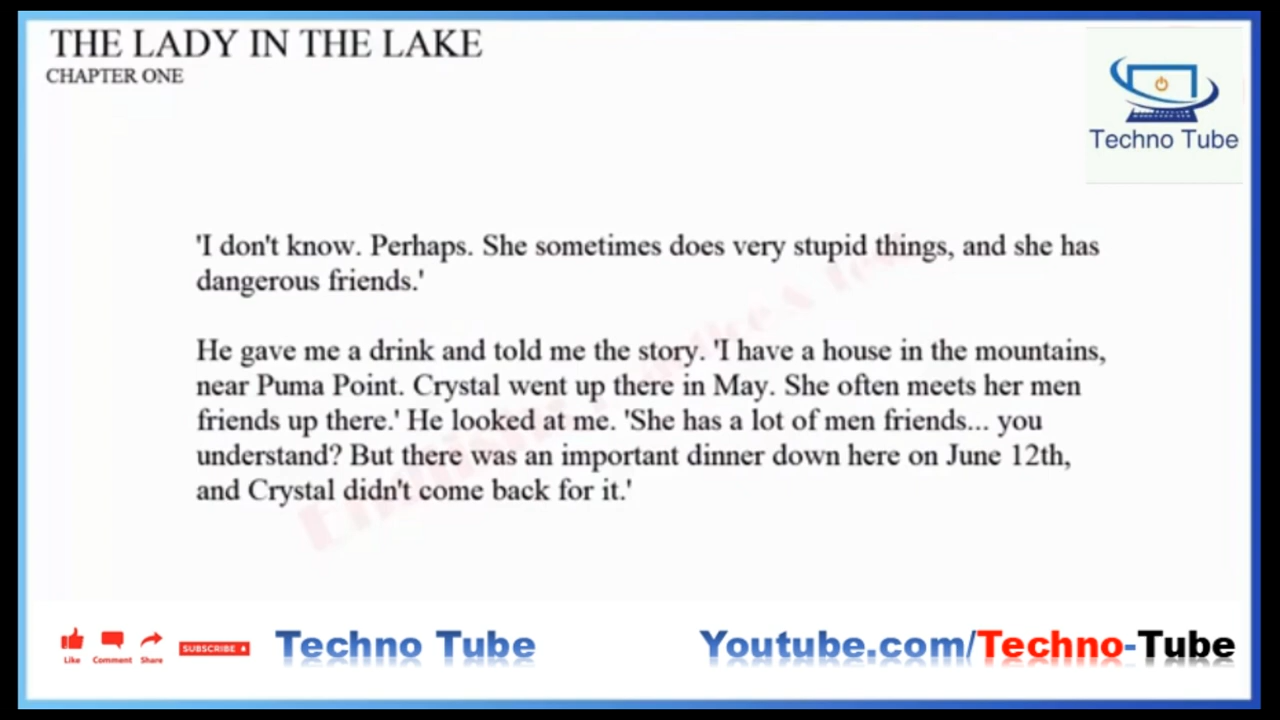 THE LADY IN THE LAKE
CHAPTER ONE
Techno Tube
'I don't know. Perhaps. She sometimes does very stupid things, and she has
dangerous friends.'
He gave me a drink and told me the story. 'I have a house in the mountains,
near Puma Point. Crystal went up there in May. She often meets her men
friends up there.' He looked at me. 'She has a lot of men friends... you
understand? But there was an important dinner down here on June 12th,
and Crystal didn't come back for it.'
Like Comment Share SUBSCRIBE Techno Tube Youtube.com/Techno-Tube